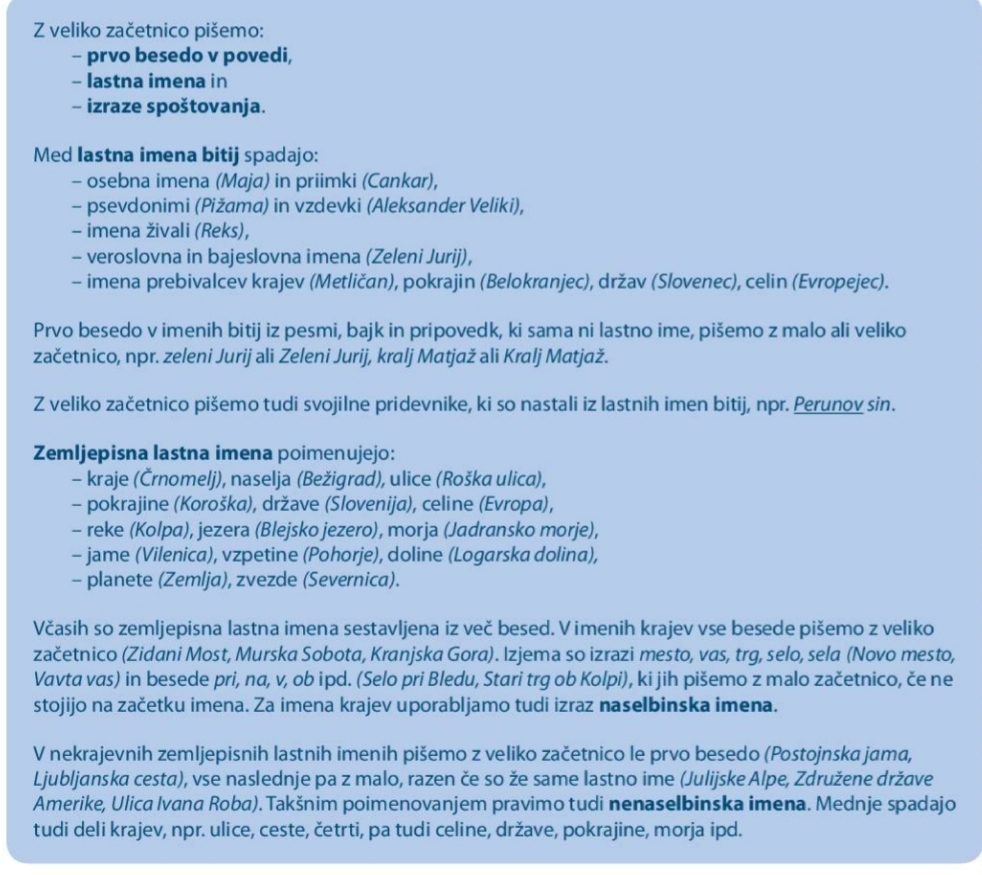 Z veliko začetnico pišemo:
– prvo besedo v povedi,
– lastna imena in
– izraze spoštovanja.
Med lastna imena bitij spadajo:
– osebna imena (Maja) in priimki (Cankar),
– psevdonimi (Pižama) in vzdevki (Aleksander Veliki),
– imena živali (Reks),
– veroslovna in bajeslovna imena (Zeleni Jurij),
– imena prebivalcev krajev (Metličan), pokrajin (Belokranjec), držav (Slovenec), celin (Evropejec).
Prvo besedo v imenih bitij iz pesmi, bajk in pripovedk, ki sama ni lastno ime, pišemo z malo ali veliko
začetnico, npr. zeleni Jurij ali Zeleni Jurij, kralj Matjaž ali Kralj Matjaž.
Z veliko začetnico pišemo tudi svojilne pridevnike, ki so nastali iz lastnih imen bitij, npr. Perunov sin.
Zemljepisna lastna imena poimenujejo:
– kraje (Črnomelj), naselja (Bežigrad), ulice (Roška ulica),
– pokrajine (Koroška), države (Slovenija), celine (Evropa),
– reke (Kolpa), jezera (Blejsko jezero), morja (Jadransko morje),
– jame (Vilenica), vzpetine (Pohorje), doline (Logarska dolina),
– planete (Zemlja), zvezde (Severnica).
Včasih so zemljepisna lastna imena sestavljena iz več besed. V imenih krajev vse besede pišemo z veliko
začetnico (Zidani Most, Murska Sobota, Kranjska Gora). Izjema so izrazi mesto, vas, trg, selo, sela (Novo mesto,
Vavta vas) in besede pri, na, v, ob ipd. (Selo pri Bledu, Stari trg ob Kolpi), ki jih pišemo z malo začetnico, če ne
stojijo na začetku imena. Za imena krajev uporabljamo tudi izraz naselbinska imena.
V nekrajevnih zemljepisnih lastnih imenih pišemo z veliko začetnico le prvo besedo (Postojnska jama,
Ljubljanska cesta), vse naslednje pa z malo, razen če so že same lastno ime (Julijske Alpe, Združene države
Amerike, Ulica Ivana Roba). Takšnim poimenovanjem pravimo tudi nenaselbinska imena. Mednje spadajo
tudi deli krajev, npr. ulice, ceste, četrti, pa tudi celine, države, pokrajine, morja ipd.